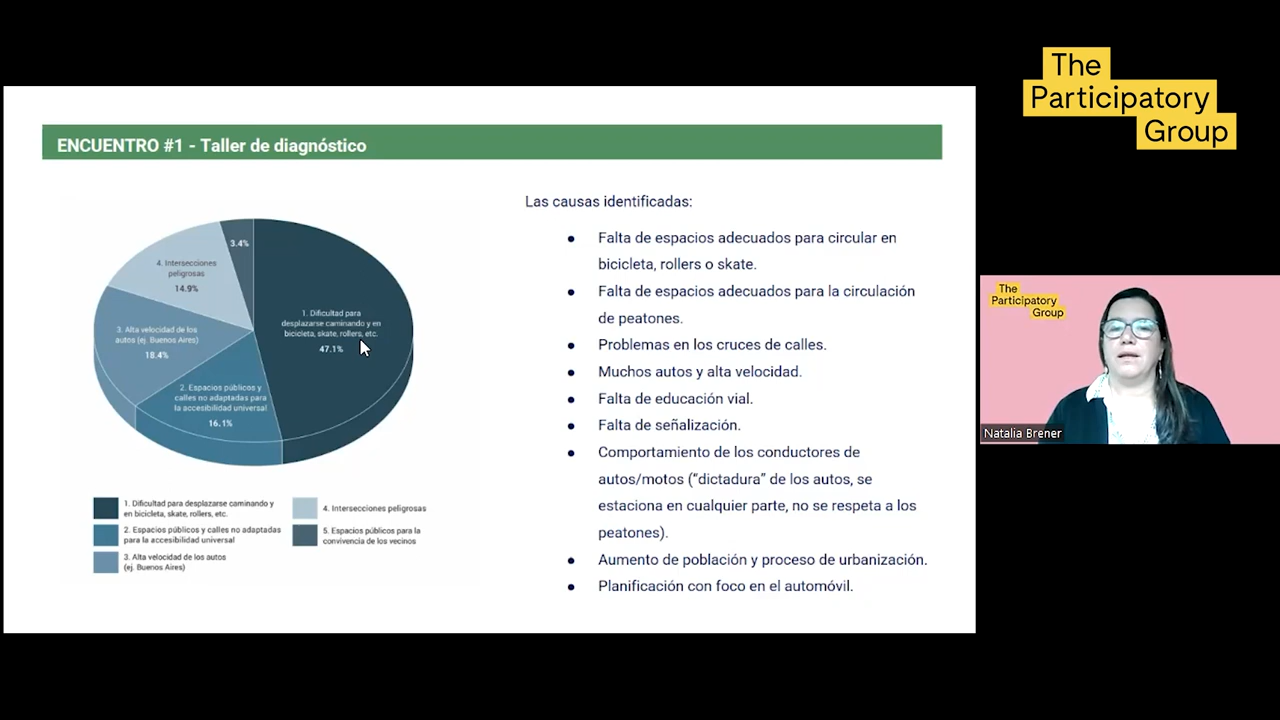 The
Participatory
Group
ENCUENTRO #1 - Taller de diagnóstico
3.4%
4. Intersecciones
peligrosas
14.9%
1. Dificultad para
desplazarse caminando y en
bicicleta, skate, rollers, etc.
47.1%
3. Alta velocidad de los
autos (ej. Buenos Aires)
18.4%
2. Espacios públicos y
calles no adaptadas para
la accesibilidad universal
16.1%
1. Dificultad para desplazarse caminando y
en bicicleta, skate, rollers, etc.
2. Espacios públicos y calles no adaptadas
para la accesibilidad universal
3. Alta velocidad de los autos
(ej. Buenos Aires)
4. Intersecciones peligrosas
5. Espacios públicos para la
convivencia de los vecinos
Las causas identificadas:
● Falta de espacios adecuados para circular en
bicicleta, rollers o skate.
● Falta de espacios adecuados para la circulación
de peatones.
● Problemas en los cruces de calles.
● Muchos autos y alta velocidad.
● Falta de educación vial.
● Falta de señalización.
● Comportamiento de los conductores de
autos/motos (“dictadura” de los autos, se
estaciona en cualquier parte, no se respeta a los
peatones).
● Aumento de población y proceso de urbanización.
● Planificación con foco en el automóvil.
The
Participatory
Group
Natalia Brener